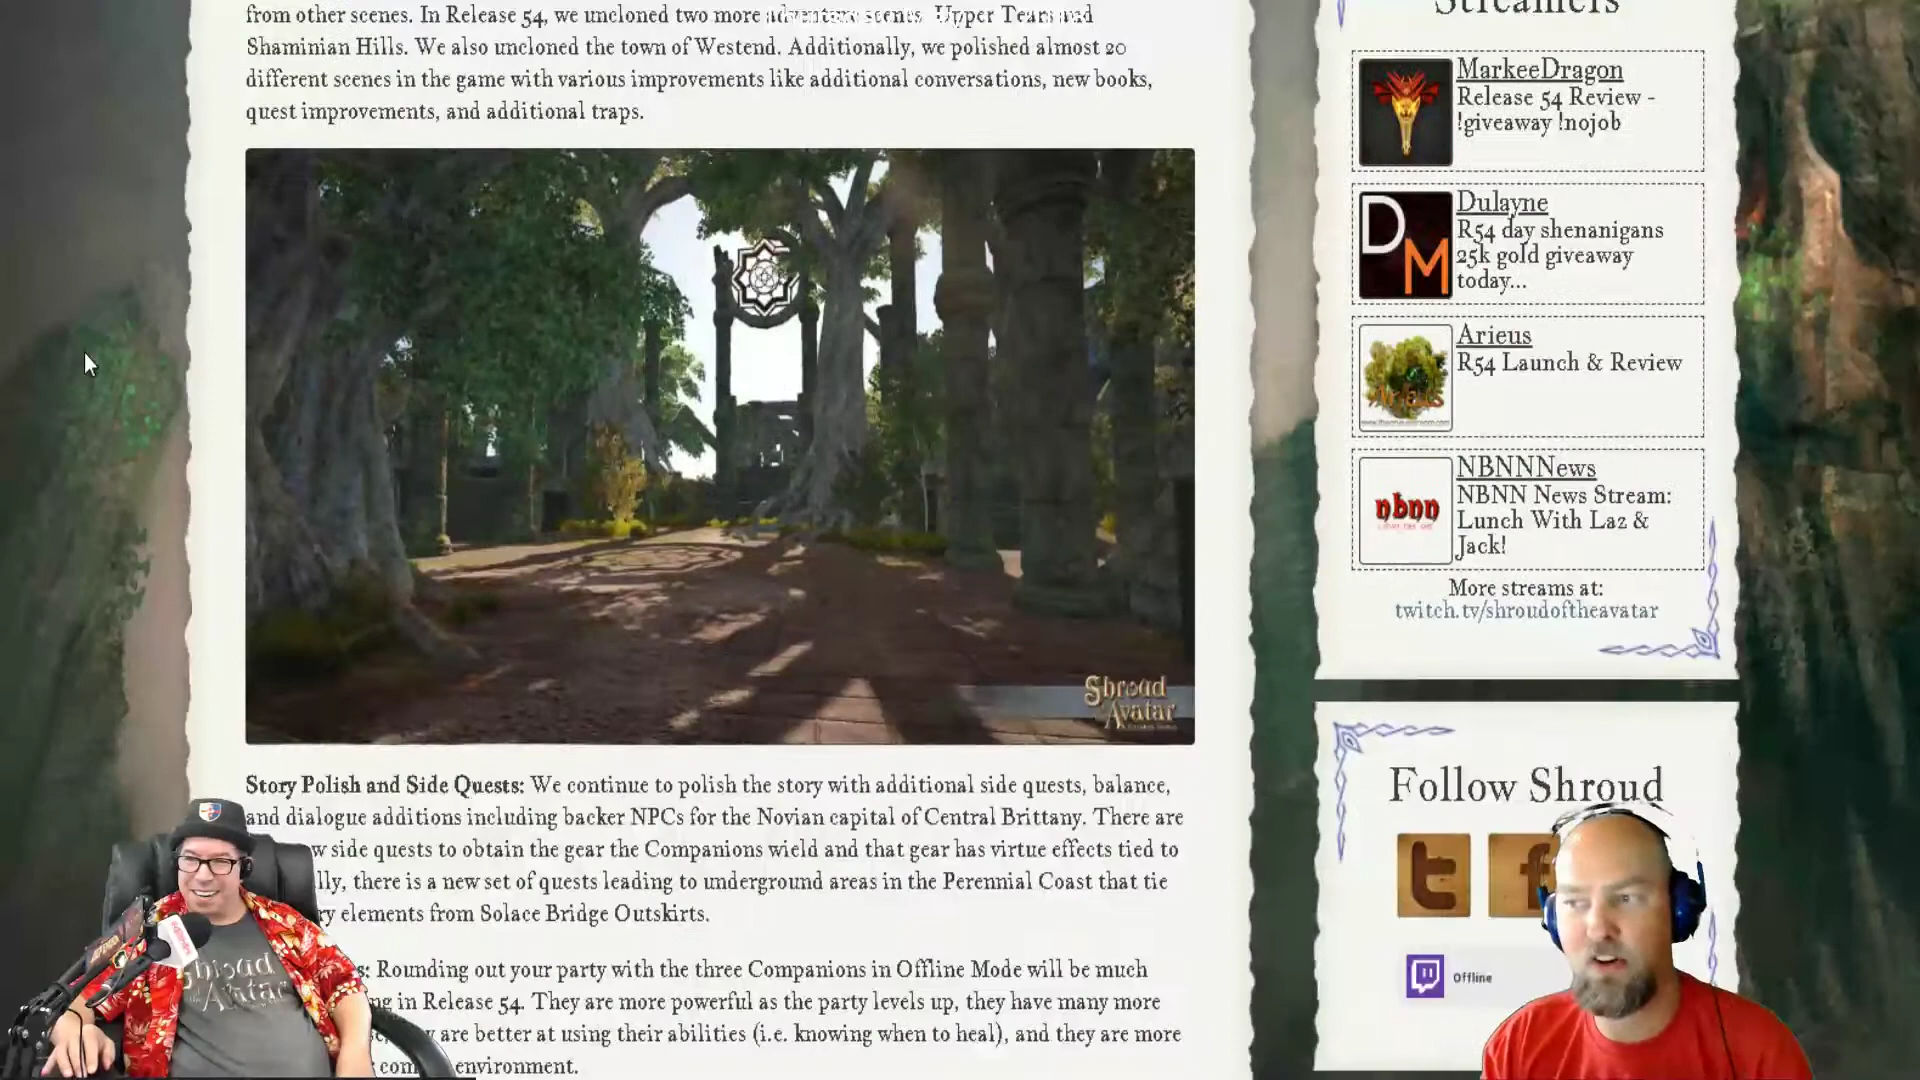 from other scenes. In Release 54, we uncloned two more adventure scents, Upper Tears and
Shaminian Hills. We also uncloned the town of Westend. Additionally, we polished almost 20
different scenes in the game with various improvements like additional conversations, new books,
quest improvements, and additional traps.
Shroud
Avatar
Story Polish and Side Quests: We continue to polish the story with additional side quests, balance,
and dialogue additions including backer NPCs for the Novian capital of Central Brittany. There are
w side quests to obtain the gear the Companions wield and that gear has virtue effects tied to
lly, there is a new set of quests leading to underground areas in the Perennial Coast that tie
ry elements from Solace Bridge Outskirts.
s: Rounding out your party with the three Companions in Offline Mode will be much
ng in Release 54. They are more powerful as the party levels up, they have many more
are better at using their abilities (i.e. knowing when to heal), and they are more
com environment.
Shroud
Avatar
Streamers
MarkeeDragon
Release 54 Review -
!giveaway !nojob
DM
Dulayne
R54 day shenanigans
25k gold giveaway
today...
Arieus
R54 Launch & Review
nbnn
NBNNNews
NBNN News Stream:
Lunch With Laz &
Jack!
More streams at:
twitch.tv/shroudoftheavatar
Follow Shroud
Offline